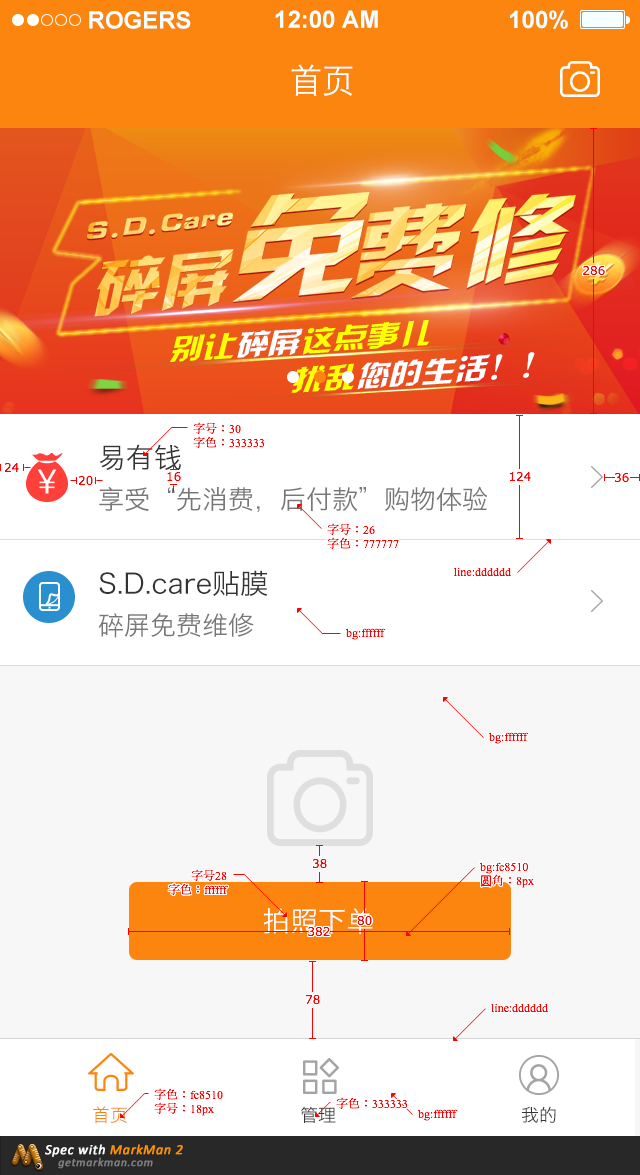 ROGERS 12:00 AM 100%
首页
S.D.Care
碎屏免费修
别让碎屏这点事儿
扰乱您的生活！！
286
字号：30
字色：333333
易有钱
24
20
16
124
36
享受“先消费，后付款”购物体验
字号：26
字色：777777
line:dddddd
S.D.care贴膜
碎屏免费维修
bg:ffffff
bg:ffffff
38
字号28
字色：ffffff
bg:fc8510
圆角：8px
拍照下单
80
382
78
line:dddddd
字色：fc8510
字号：18px
字色：333333
bg:ffffff
首页 管理 我的
Spec with MarkMan 2
getmarkman.com